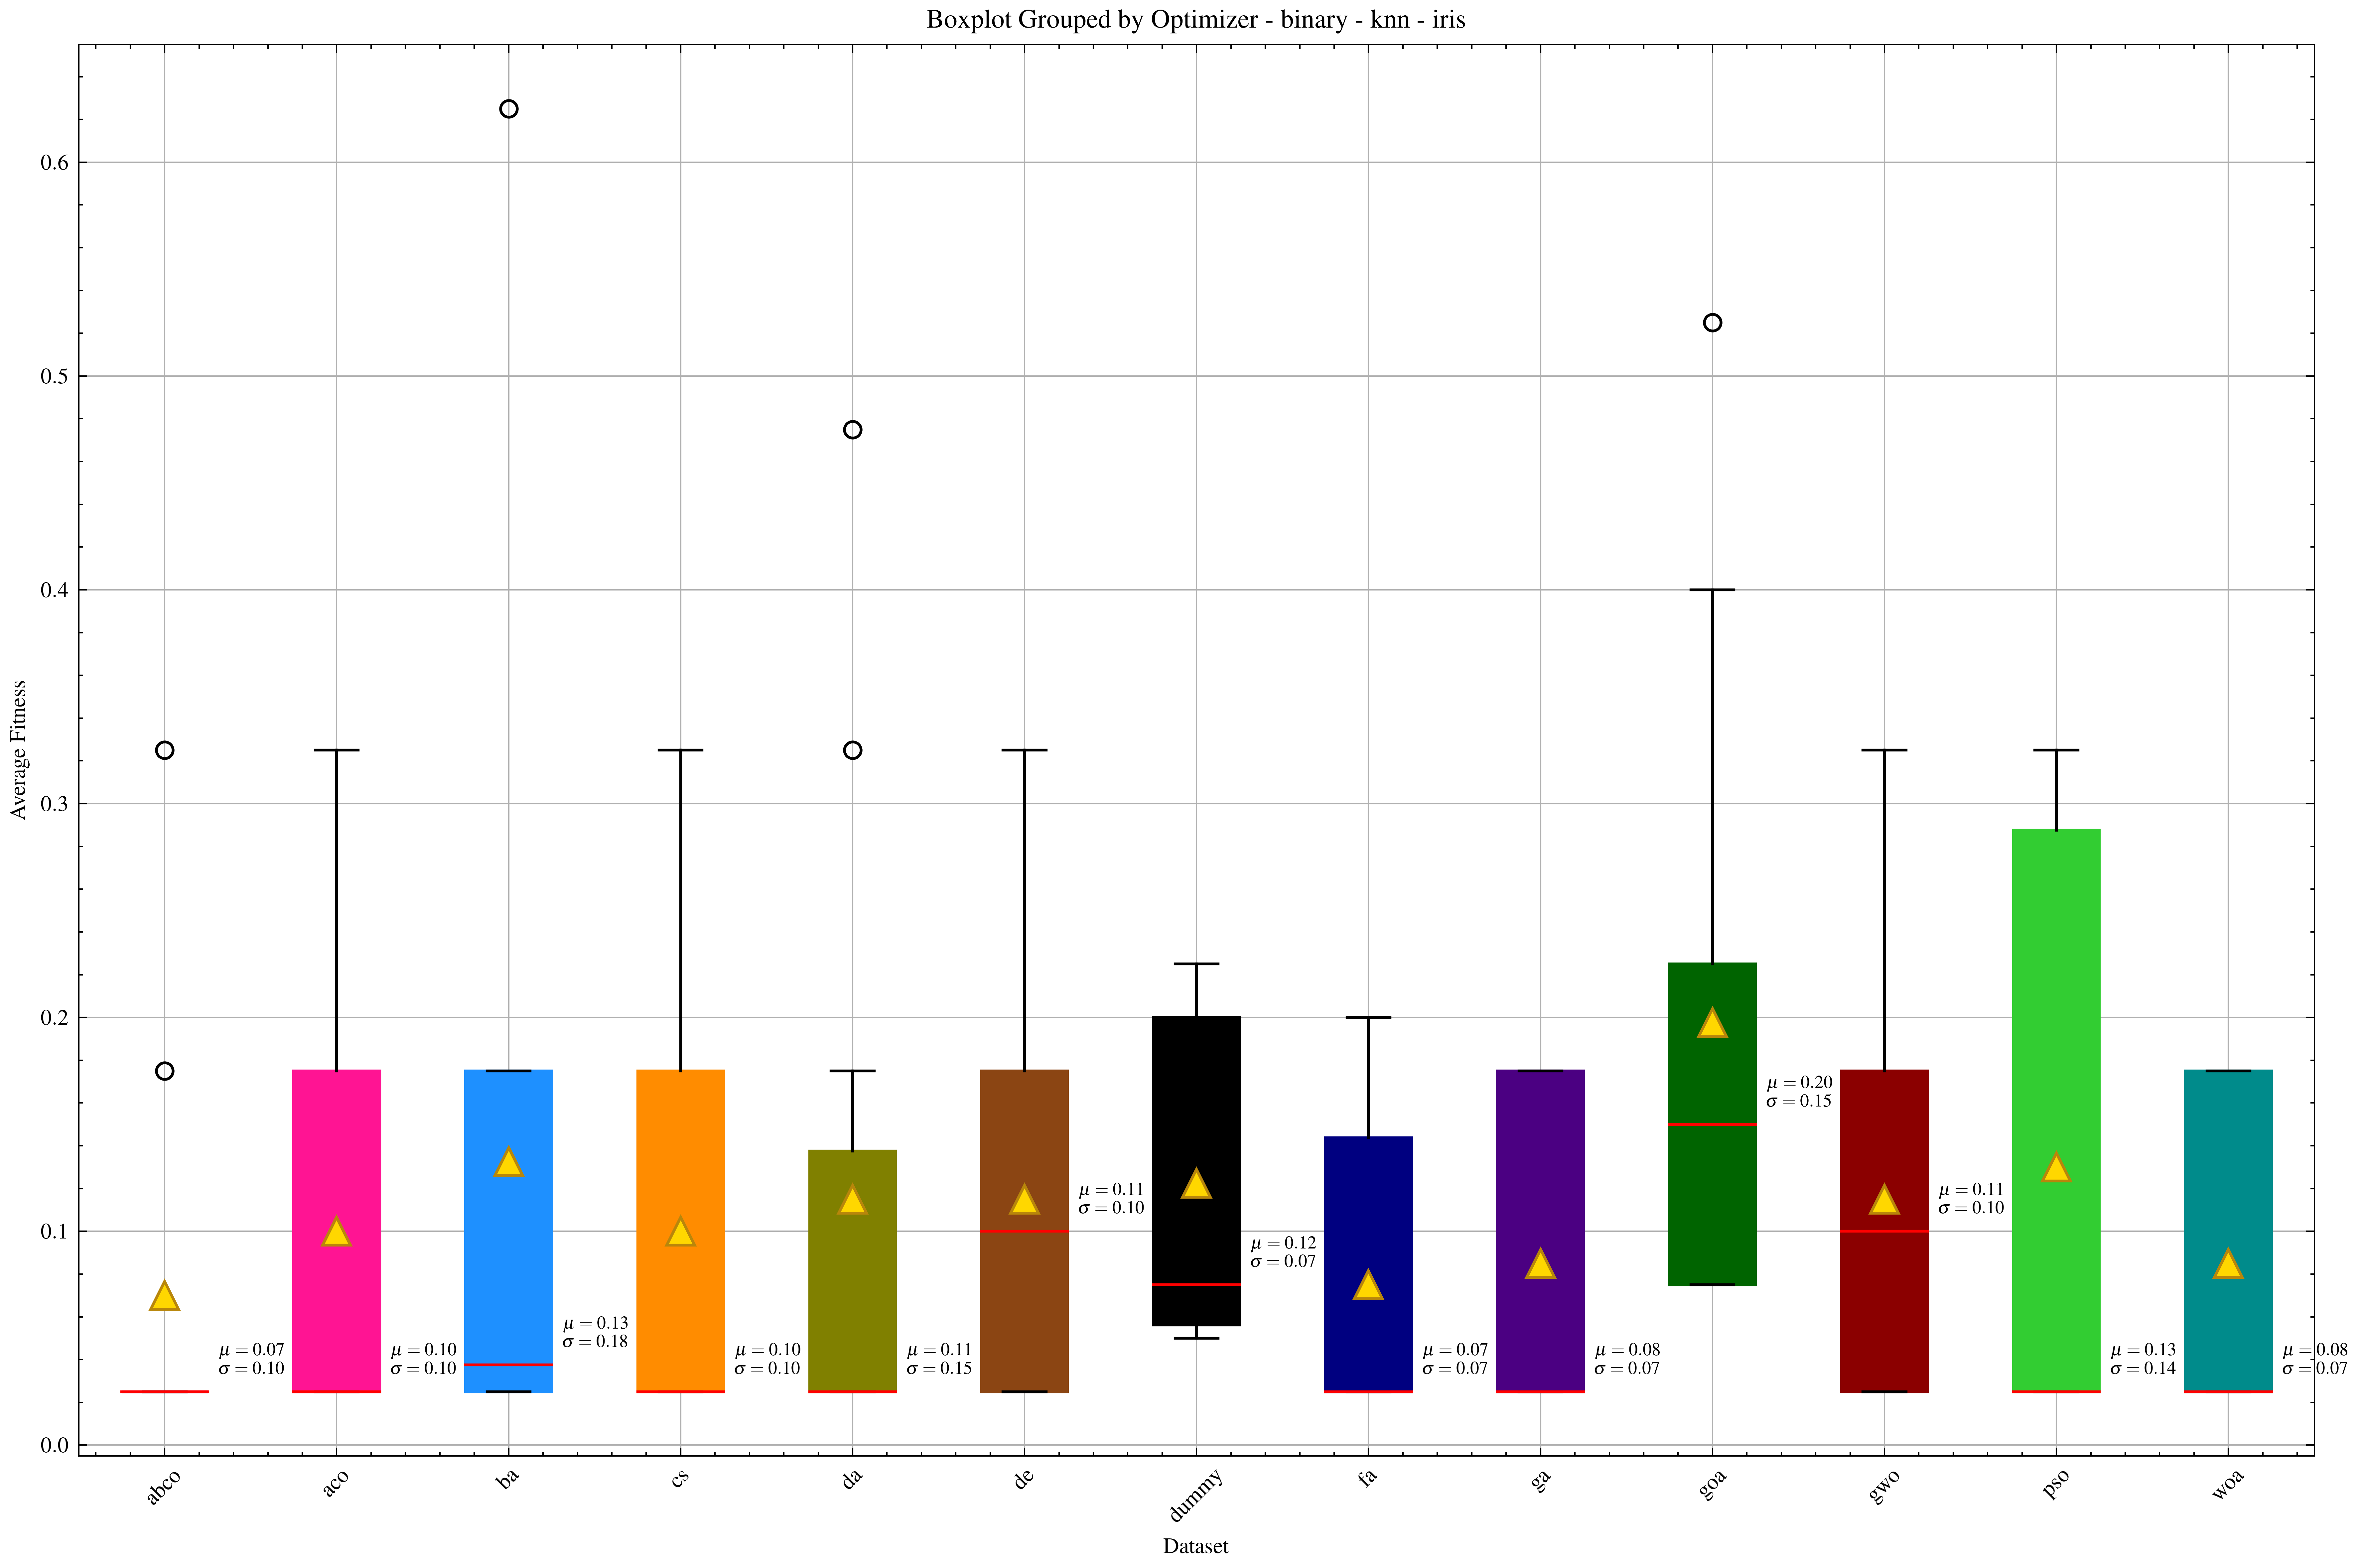 Boxplot Grouped by Optimizer - binary - knn - iris
Average Fitness
0.6
0.5
0.4
0.3
0.2
0.1
0.0
μ = 0.07
σ = 0.10
μ = 0.10
σ = 0.10
μ = 0.13
σ = 0.18
μ = 0.10
σ = 0.10
μ = 0.11
σ = 0.15
μ = 0.11
σ = 0.10
μ = 0.12
σ = 0.07
μ = 0.07
σ = 0.07
μ = 0.08
σ = 0.07
μ = 0.20
σ = 0.15
μ = 0.11
σ = 0.10
μ = 0.13
σ = 0.14
μ = 0.08
σ = 0.07
abco
aco
ba
cs
da
de
dummy
fa
ga
goa
gwo
pso
woa
Dataset